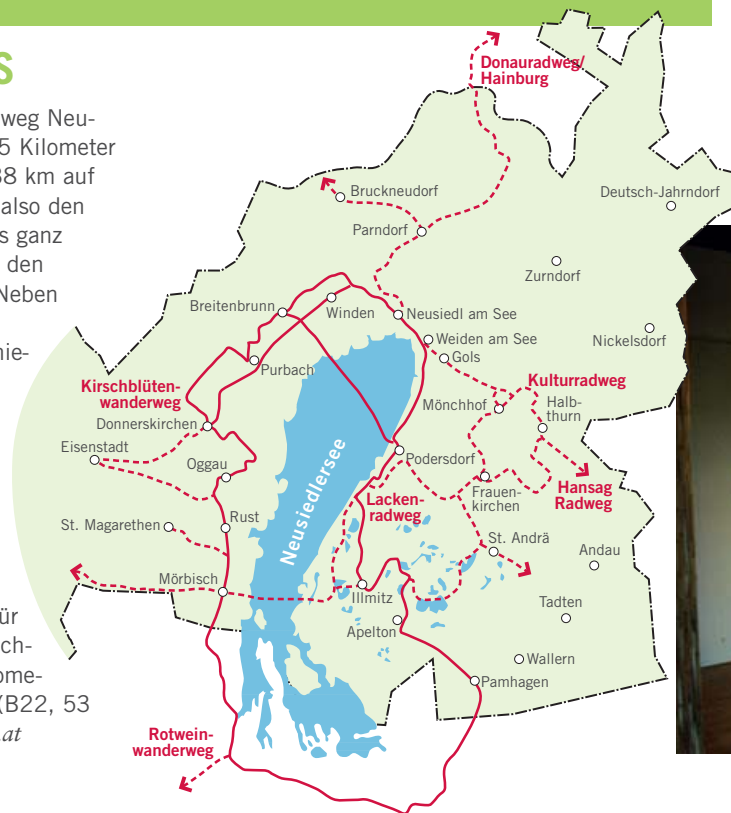 S
weg Neu-
5 Kilometer
38 km auf
also den
s ganz
den
Neben
nie-
ür
ch-
ome-
(B22, 53
.at
Donauradweg/
Hainburg
Bruckneudorf
Deutsch-Jahrndorf
Parndorf
Zurndorf
Breitenbrunn
Winden
Neusiedl am See
Weiden am See
Nickelsdorf
Gols
Purbach
Kirschblüten-
wanderweg
Kulturradweg
Mönchhof
Halb-
thurn
Donnerskirchen
Eisenstadt
Oggau
Neusiedlersee
Podersdorf
Frauen-
kirchen
Hansag
Radweg
Lacken-
radweg
St. Magarethen
Rust
St. Andrä
Andau
Mörbisch
Illmitz
Tadten
Apelton
Wallern
Pamhagen
Rotwein-
wanderweg